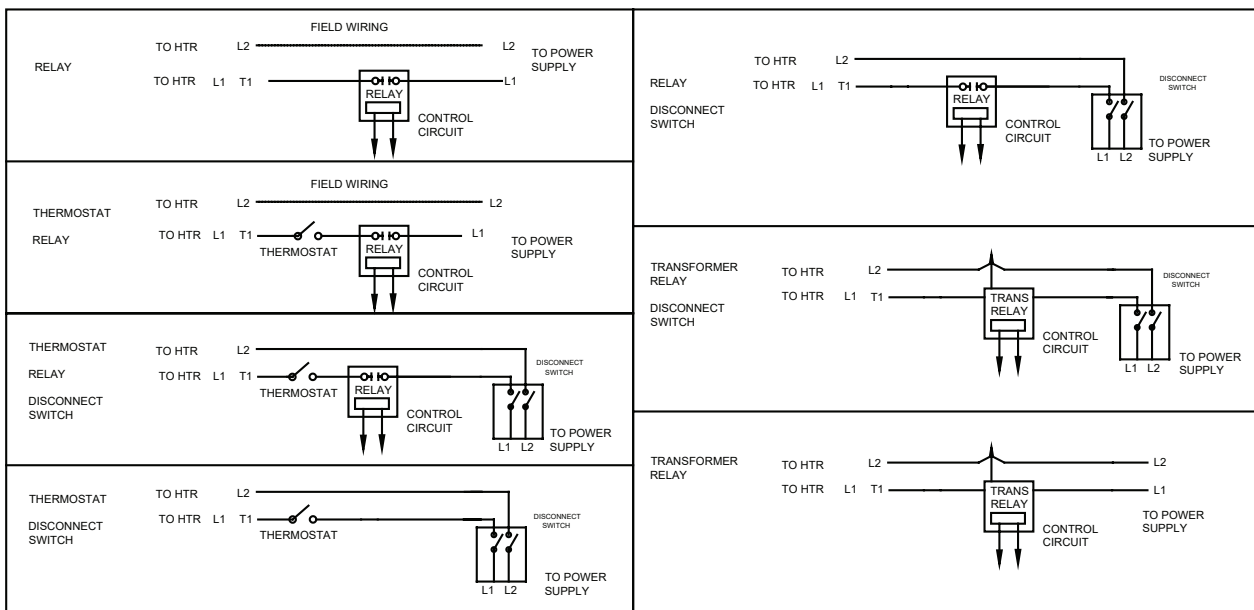 FIELD WIRING
TO HTR L2 L2
TO POWER
SUPPLY
RELAY
TO HTR L1 T1 L1
RELAY
CONTROL
CIRCUIT
FIELD WIRING
THERMOSTAT
TO HTR L2 L2
RELAY
TO HTR L1 T1 L1
THERMOSTAT
RELAY
TO POWER
SUPPLY
CONTROL
CIRCUIT
THERMOSTAT
TO HTR L2
RELAY
TO HTR L1 T1
DISCONNECT
SWITCH
THERMOSTAT
RELAY
DISCONNECT
SWITCH
CONTROL
CIRCUIT
TO POWER
SUPPLY
L1 L2
THERMOSTAT
TO HTR L2
DISCONNECT
SWITCH
TO HTR L1 T1
THERMOSTAT
DISCONNECT
SWITCH
TO POWER
SUPPLY
L1 L2
TO HTR L2
RELAY
TO HTR L1 T1
DISCONNECT
SWITCH
RELAY
DISCONNECT
SWITCH
CONTROL
CIRCUIT
TO POWER
SUPPLY
L1 L2
TRANSFORMER
RELAY
TO HTR L2
DISCONNECT
SWITCH
TO HTR L1 T1
TRANS
RELAY
DISCONNECT
SWITCH
CONTROL
CIRCUIT
TO POWER
SUPPLY
L1 L2
TRANSFORMER
RELAY
TO HTR L2 L2
TO HTR L1 T1 L1
TRANS
RELAY
TO POWER
SUPPLY
CONTROL
CIRCUIT